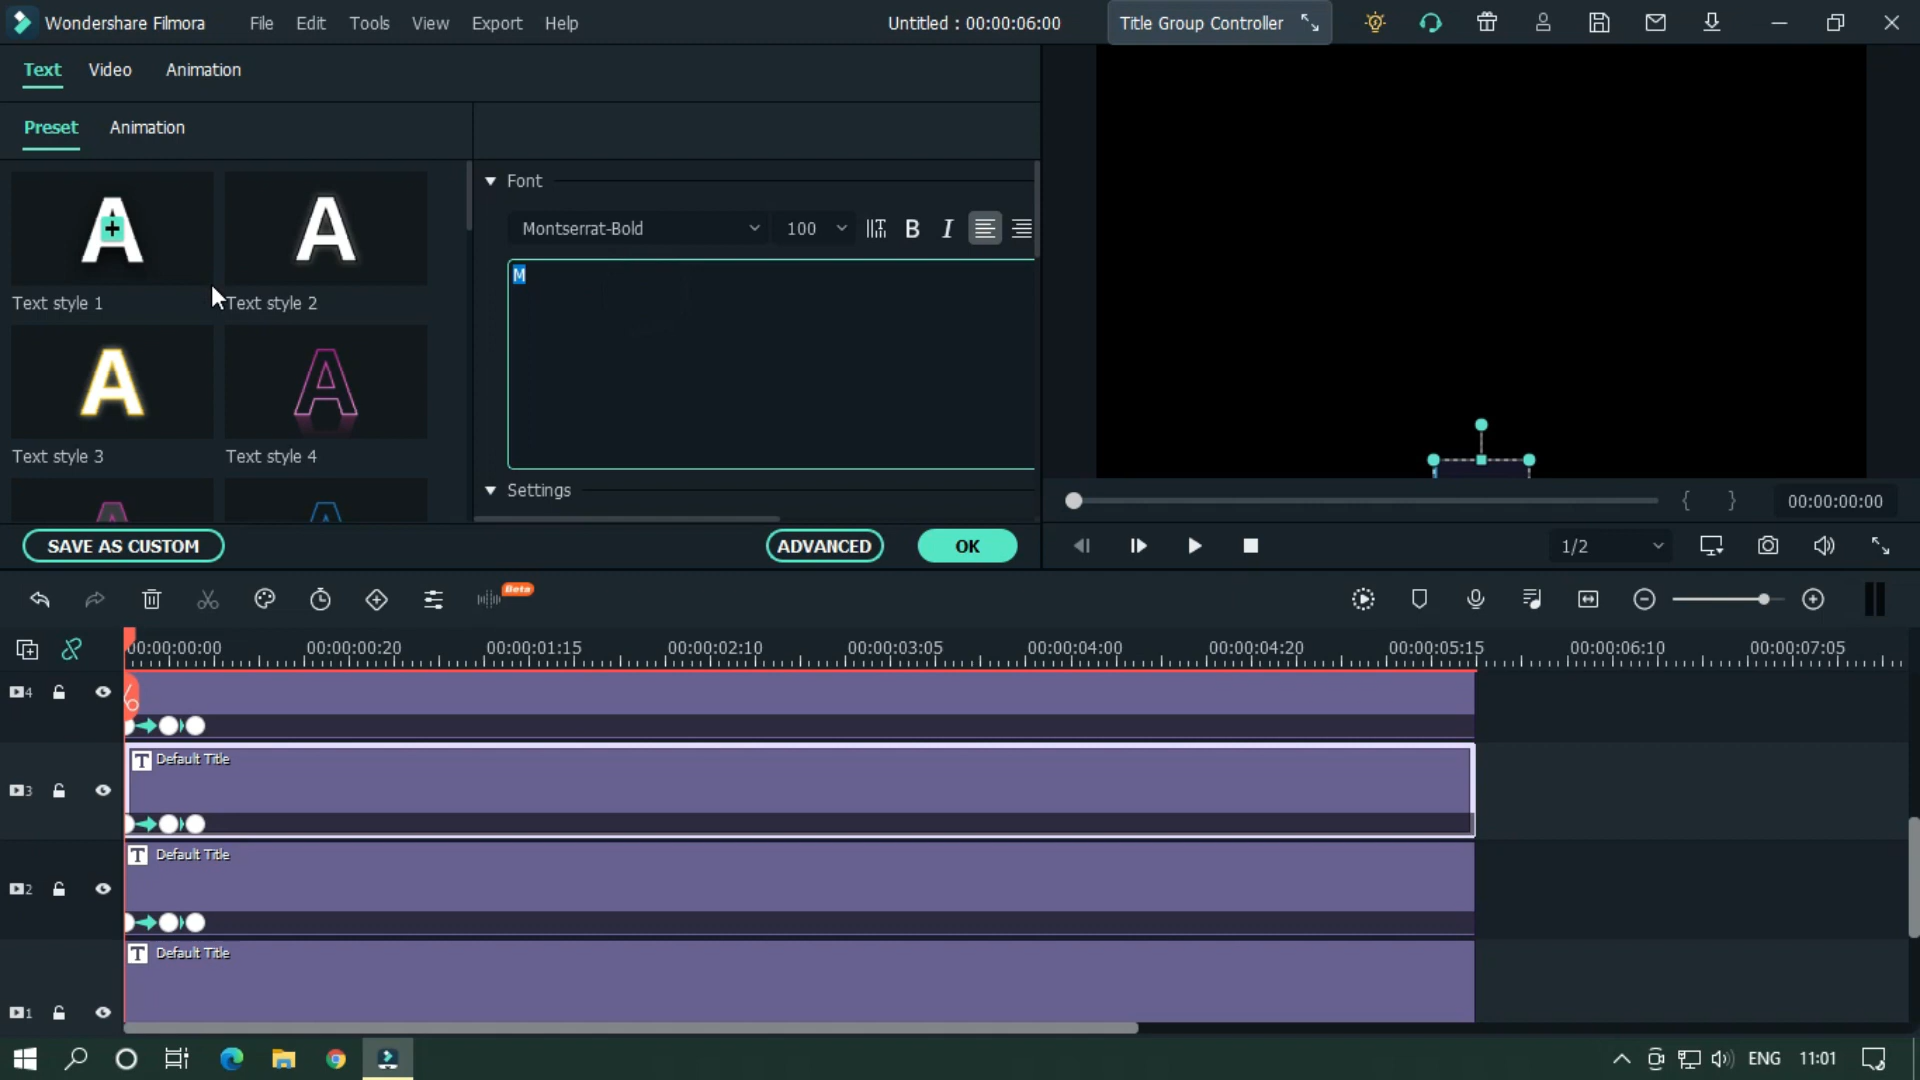 Wondershare Filmora File Edit Tools View Export Help Untitled : 00:00:06:00 Title Group Controller
Text Video Animation
Preset Animation
Font
Montserrat-Bold 100 B I
M
A A
Text style 1 Text style 2
A A
Text style 3 Text style 4
Settings
00:00:00:00
SAVE AS CUSTOM ADVANCED OK 1/2
Beta
00:00:00:00 00:00:00:20 00:00:01:15 00:00:02:10 00:00:03:05 00:00:04:00 00:00:04:20 00:00:05:15 00:00:06:10 00:00:07:05
4
3 T Default Title
2 T Default Title
T Default Title
1
ENG 11:01